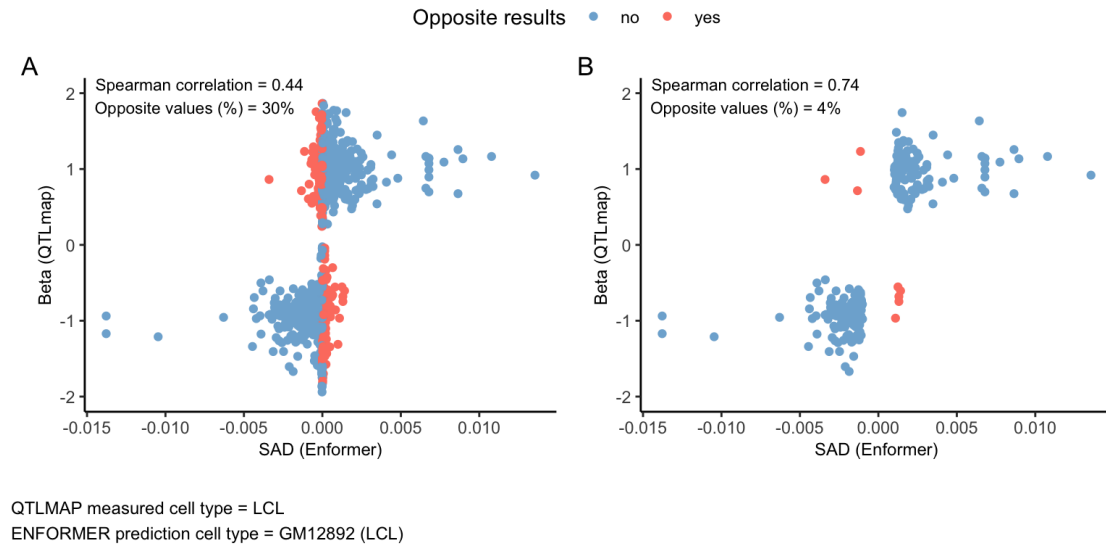 Opposite results no yes
A
Spearman correlation = 0.44
Opposite values (%) = 30%
2
1
0
-1
-2
Beta (QTLmap)
-0.015 -0.010 -0.005 0.000 0.005 0.010
SAD (Enformer)
B
Spearman correlation = 0.74
Opposite values (%) = 4%
2
1
0
-1
-2
Beta (QTLmap)
-0.015 -0.010 -0.005 0.000 0.005 0.010
SAD (Enformer)
QTLMAP measured cell type = LCL
ENFORMER prediction cell type = GM12892 (LCL)